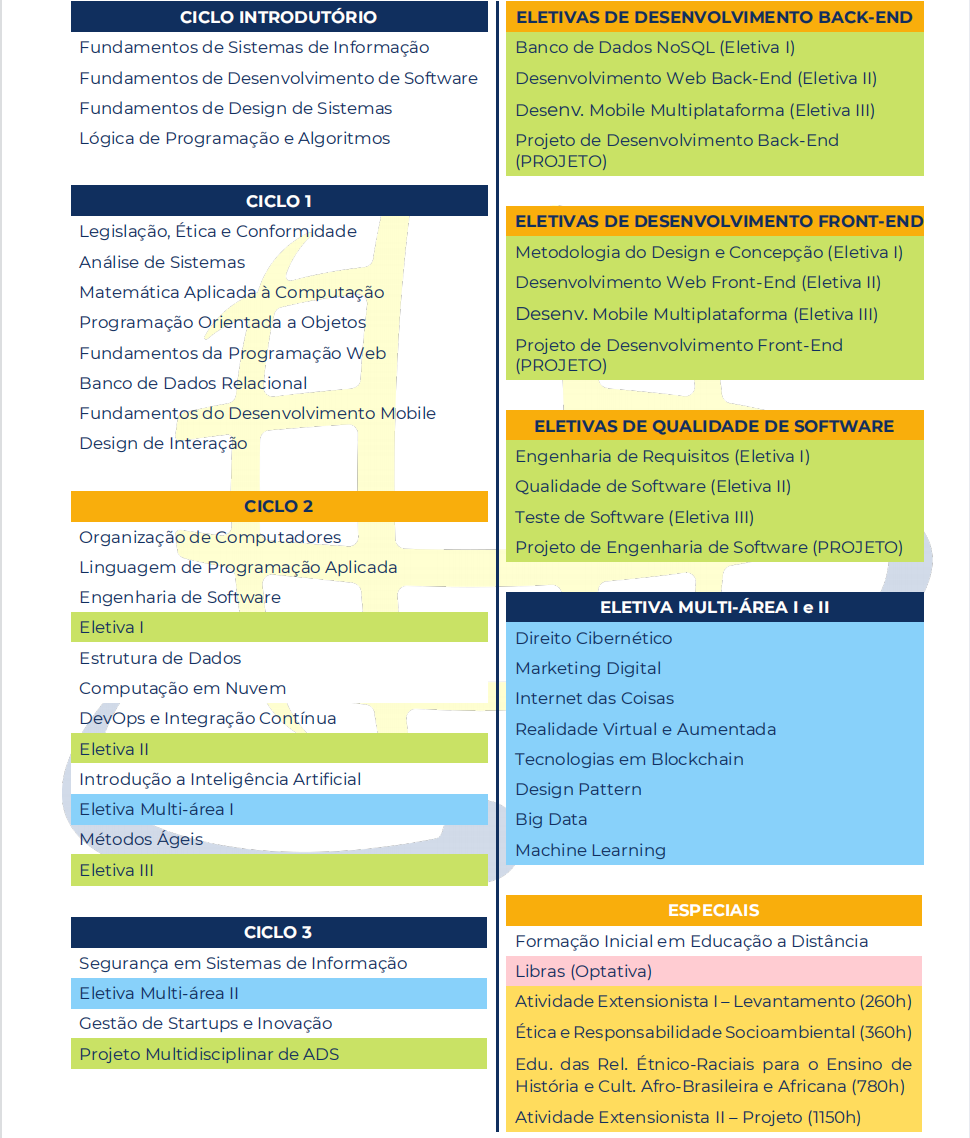 CICLO INTRODUTÓRIO
Fundamentos de Sistemas de Informação
Fundamentos de Desenvolvimento de Software
Fundamentos de Design de Sistemas
Lógica de Programação e Algoritmos
CICLO 1
Legislação, Ética e Conformidade
Análise de Sistemas
Matemática Aplicada à Computação
Programação Orientada a Objetos
Fundamentos da Programação Web
Banco de Dados Relacional
Fundamentos do Desenvolvimento Mobile
Design de Interação
CICLO 2
Organização de Computadores
Linguagem de Programação Aplicada
Engenharia de Software
Eletiva I
Estrutura de Dados
Computação em Nuvem
DevOps e Integração Contínua
Eletiva II
Introdução a Inteligência Artificial
Eletiva Multi-área I
Métodos Ágeis
Eletiva III
CICLO 3
Segurança em Sistemas de Informação
Eletiva Multi-área II
Gestão de Startups e Inovação
Projeto Multidisciplinar de ADS
ELETIVAS DE DESENVOLVIMENTO BACK-END
Banco de Dados NoSQL (Eletiva I)
Desenvolvimento Web Back-End (Eletiva II)
Desenv. Mobile Multiplataforma (Eletiva III)
Projeto de Desenvolvimento Back-End
(PROJETO)
ELETIVAS DE DESENVOLVIMENTO FRONT-END
Metodologia do Design e Concepção (Eletiva I)
Desenvolvimento Web Front-End (Eletiva II)
Desenv. Mobile Multiplataforma (Eletiva III)
Projeto de Desenvolvimento Front-End
(PROJETO)
ELETIVAS DE QUALIDADE DE SOFTWARE
Engenharia de Requisitos (Eletiva I)
Qualidade de Software (Eletiva II)
Teste de Software (Eletiva III)
Projeto de Engenharia de Software (PROJETO)
ELETIVA MULTI-ÁREA I e II
Direito Cibernético
Marketing Digital
Internet das Coisas
Realidade Virtual e Aumentada
Tecnologias em Blockchain
Design Pattern
Big Data
Machine Learning
ESPECIAIS
Formação Inicial em Educação a Distância
Libras (Optativa)
Atividade Extensionista I – Levantamento (260h)
Ética e Responsabilidade Socioambiental (360h)
Edu. das Rel. Étnico-Raciais para o Ensino de
História e Cult. Afro-Brasileira e Africana (780h)
Atividade Extensionista II – Projeto (1150h)